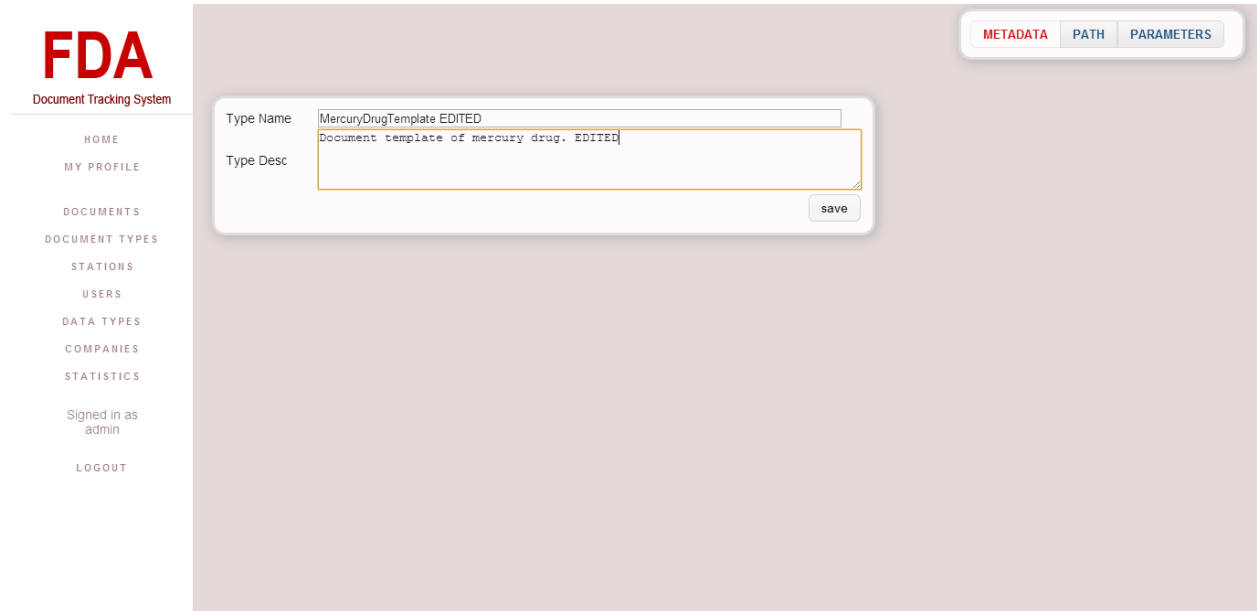 FDA
Document Tracking System
HOME
MY PROFILE
DOCUMENTS
DOCUMENT TYPES
STATIONS
USERS
DATA TYPES
COMPANIES
STATISTICS
Signed in as
admin
LOGOUT
METADATA PATH PARAMETERS
Type Name MercuryDrugTemplate EDITED
Document template of mercury drug. EDITED
Type Desc
save